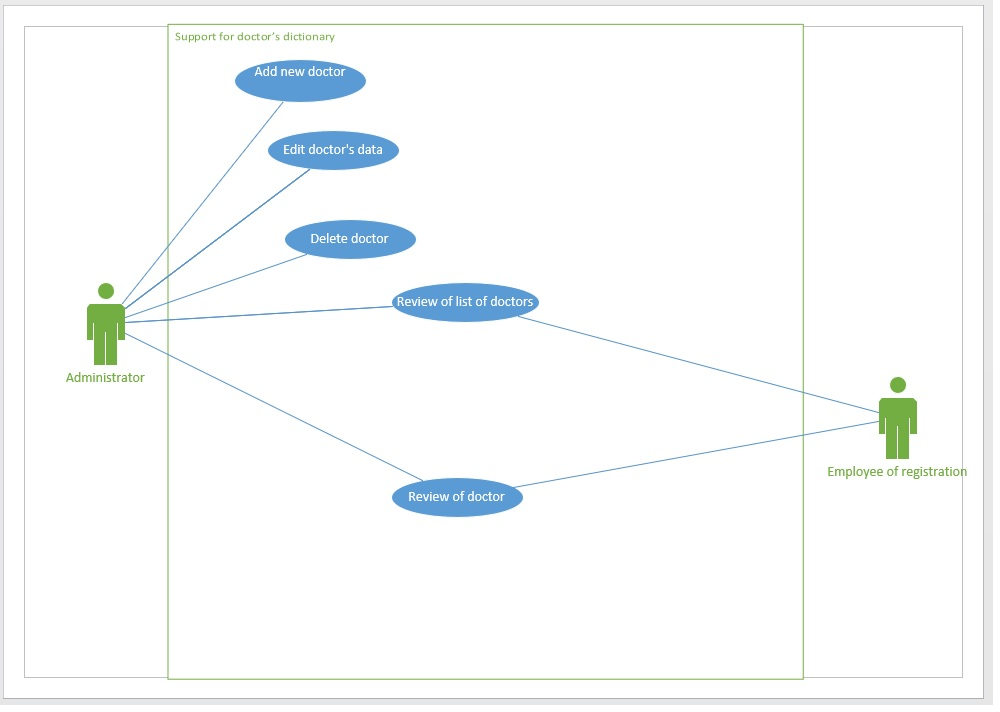 Support for doctor's dictionary
Add new doctor
Edit doctor's data
Delete doctor
Review of list of doctors
Administrator
Employee of registration
Review of doctor